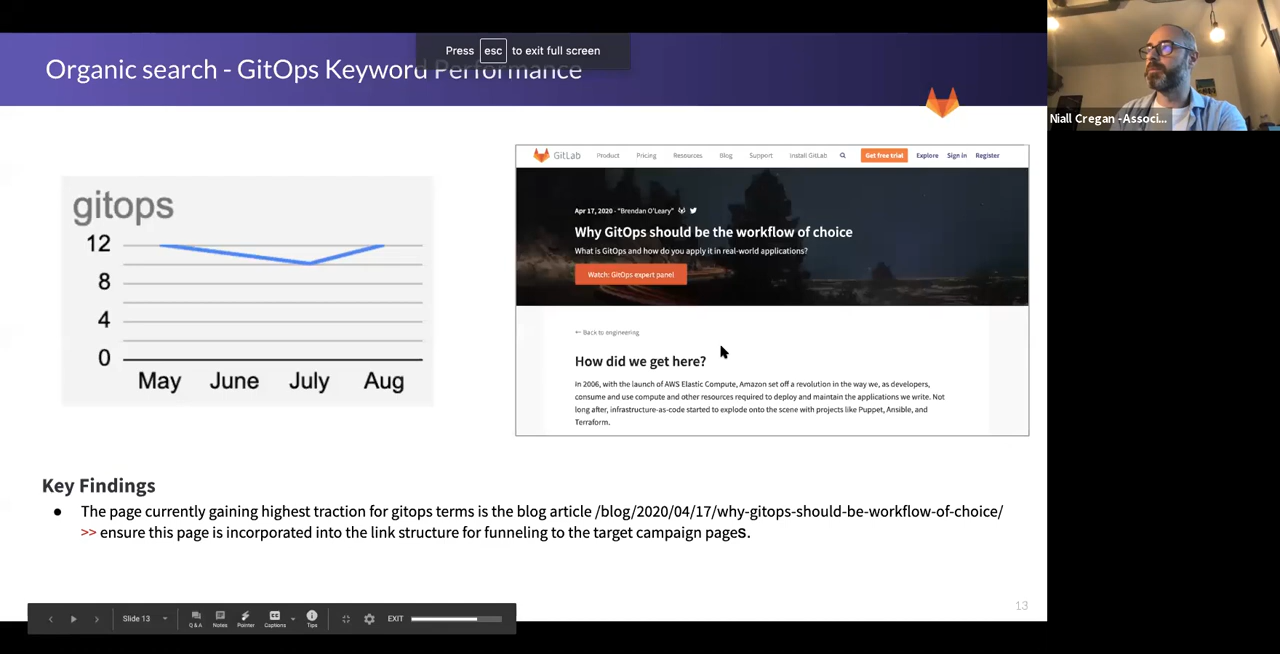 Press esc to exit full screen
Organic search - GitOps Keyword Performance
Niall Cregan -Associ...
gitops
12
8
4
0
May June July Aug
GitLab Product Pricing Resources Blog Support Install GitLab Get free trial Explore Sign in Register
Apr 17, 2020 - "Brendan O'Leary"
Why GitOps should be the workflow of choice
What is GitOps and how do you apply it in real-world applications?
Watch: GitOps expert panel
← Back to engineering
How did we get here?
In 2006, with the launch of AWS Elastic Compute, Amazon set off a revolution in the way we, as developers,
consume and use compute and other resources required to deploy and maintain the applications we write. Not
long after, infrastructure-as-code started to explode onto the scene with projects like Puppet, Ansible, and
Terraform.
Key Findings
● The page currently gaining highest traction for gitops terms is the blog article /blog/2020/04/17/why-gitops-should-be-workflow-of-choice/
>> ensure this page is incorporated into the link structure for funneling to the target campaign pages.
13
Slide 13 Q&A Notes Pointer Captions Tips EXIT